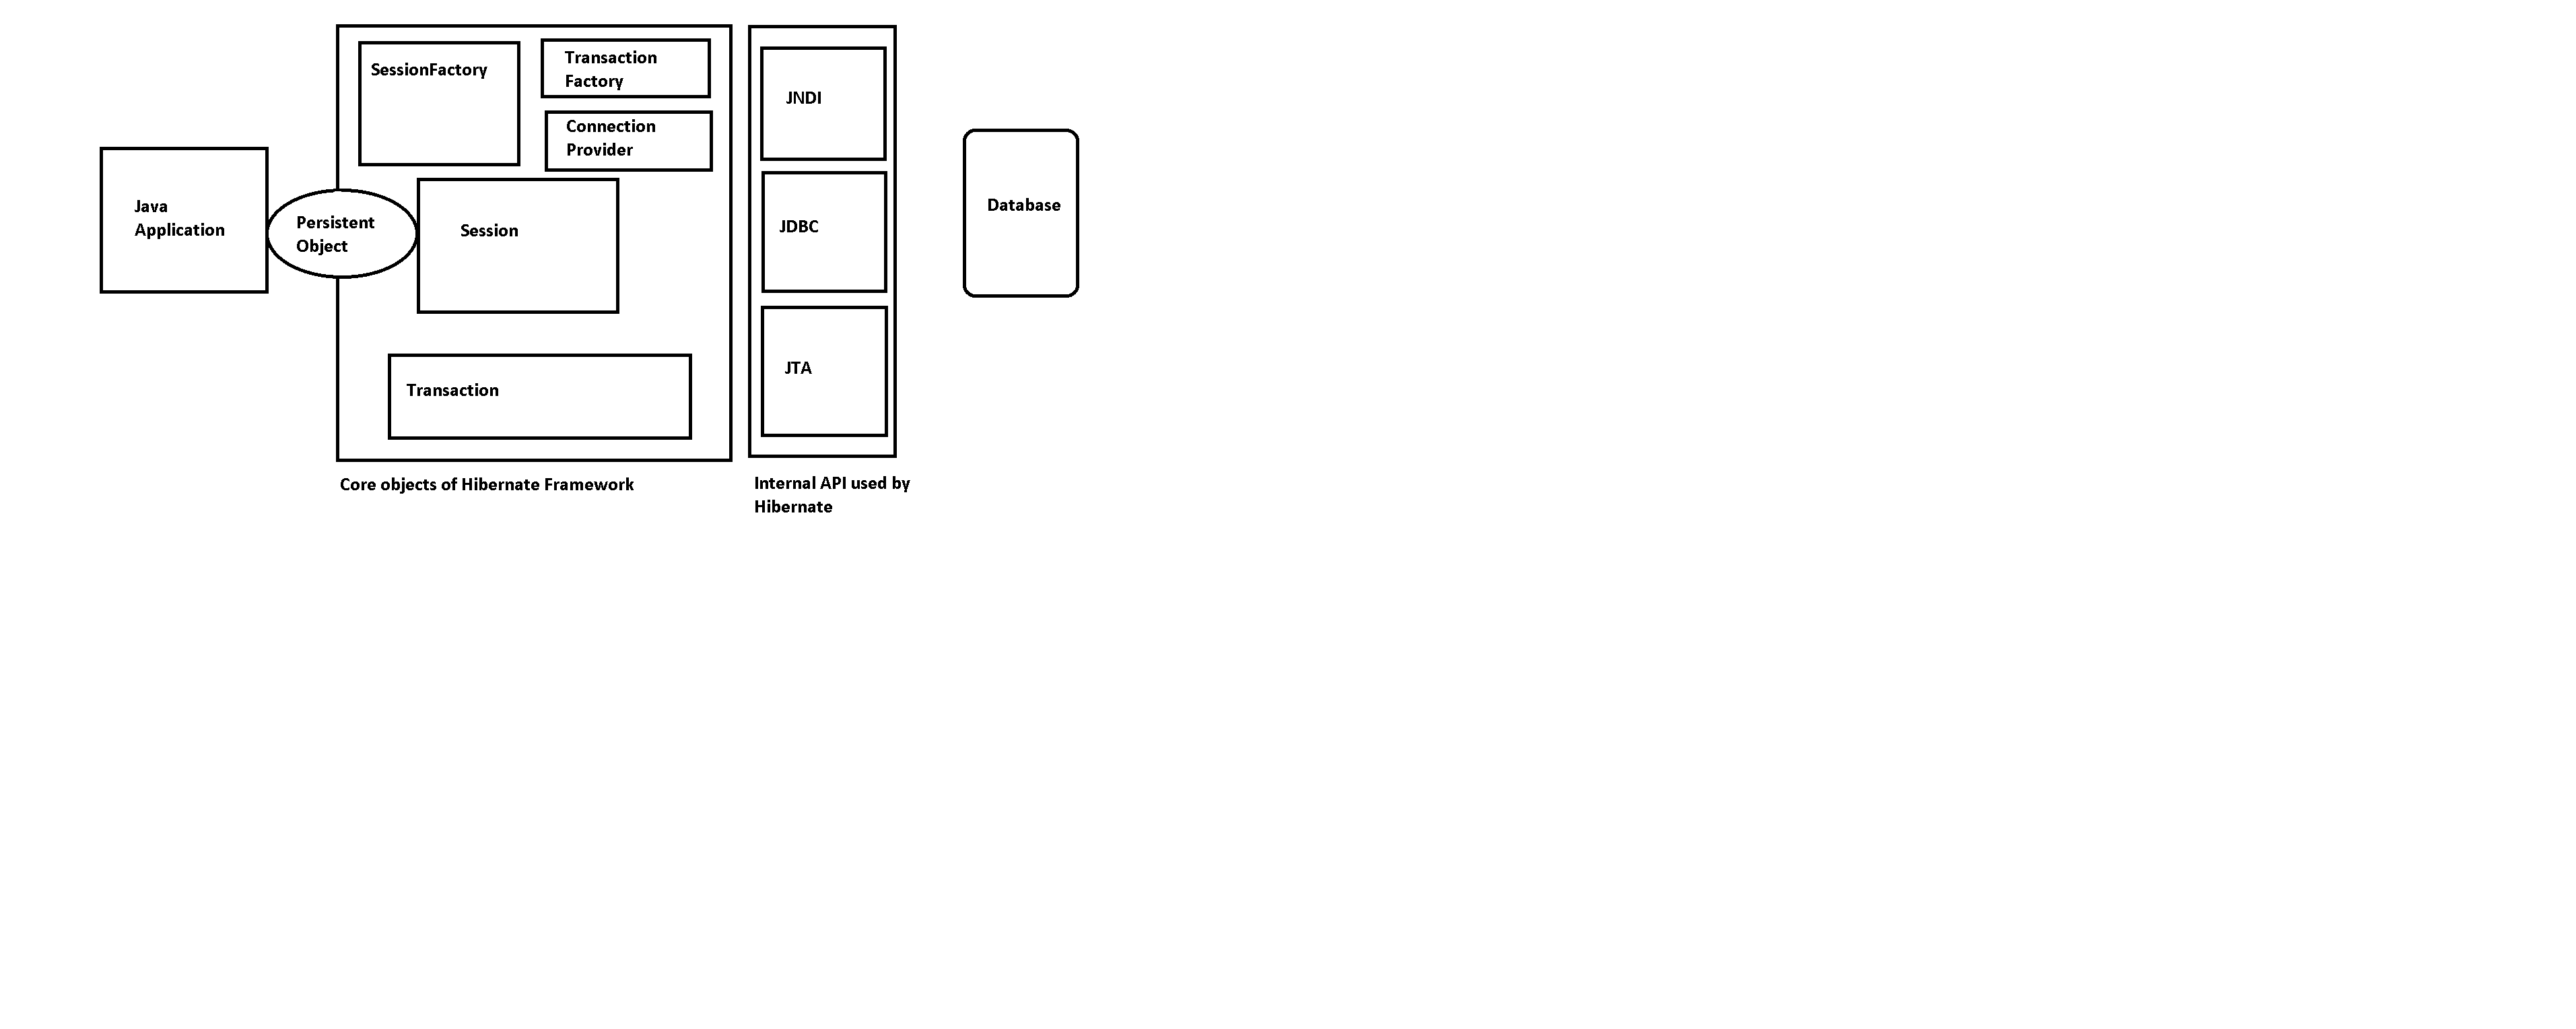 Java
Application
Persistent
Object
SessionFactory
Transaction
Factory
Connection
Provider
Session
Transaction
Core objects of Hibernate Framework
JNDI
JDBC
JTA
Internal API used by
Hibernate
Database